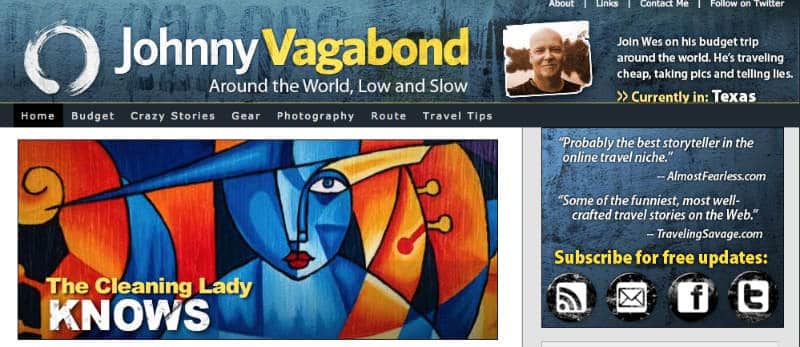 About | Links | Contact Me | Follow on Twitter
Johnny Vagabond
Around the World, Low and Slow
Join Wes on his budget trip
around the world. He's traveling
cheap, taking pics and telling lies.
>> Currently in: Texas
Home Budget Crazy Stories Gear Photography Route Travel Tips
The Cleaning Lady
KNOWS
"Probably the best storyteller in the
online travel niche."
-- AlmostFearless.com
"Some of the funniest, most well-
crafted travel stories on the Web."
-- TravelingSavage.com
Subscribe for free updates:
f t